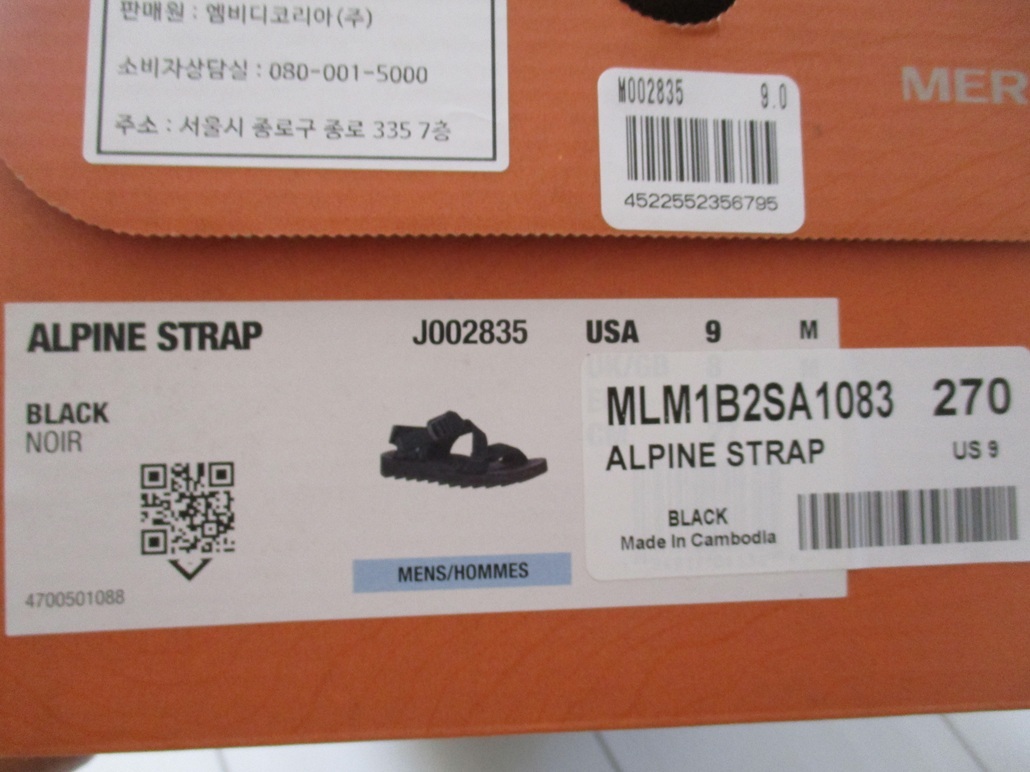 판매원 : 엠비디코리아(주)
소비자상담실 : 080-001-5000
주소 : 서울시 종로구 종로 335 7층
M002835 9.0
4522552356795
MER
ALPINE STRAP J002835 USA 9 M
UK/GB 8 M
BLACK
NOIR
4700501088
MENS/HOMMES
MLM1B2SA1083 270
ALPINE STRAP US 9
BLACK
Made In Cambodia